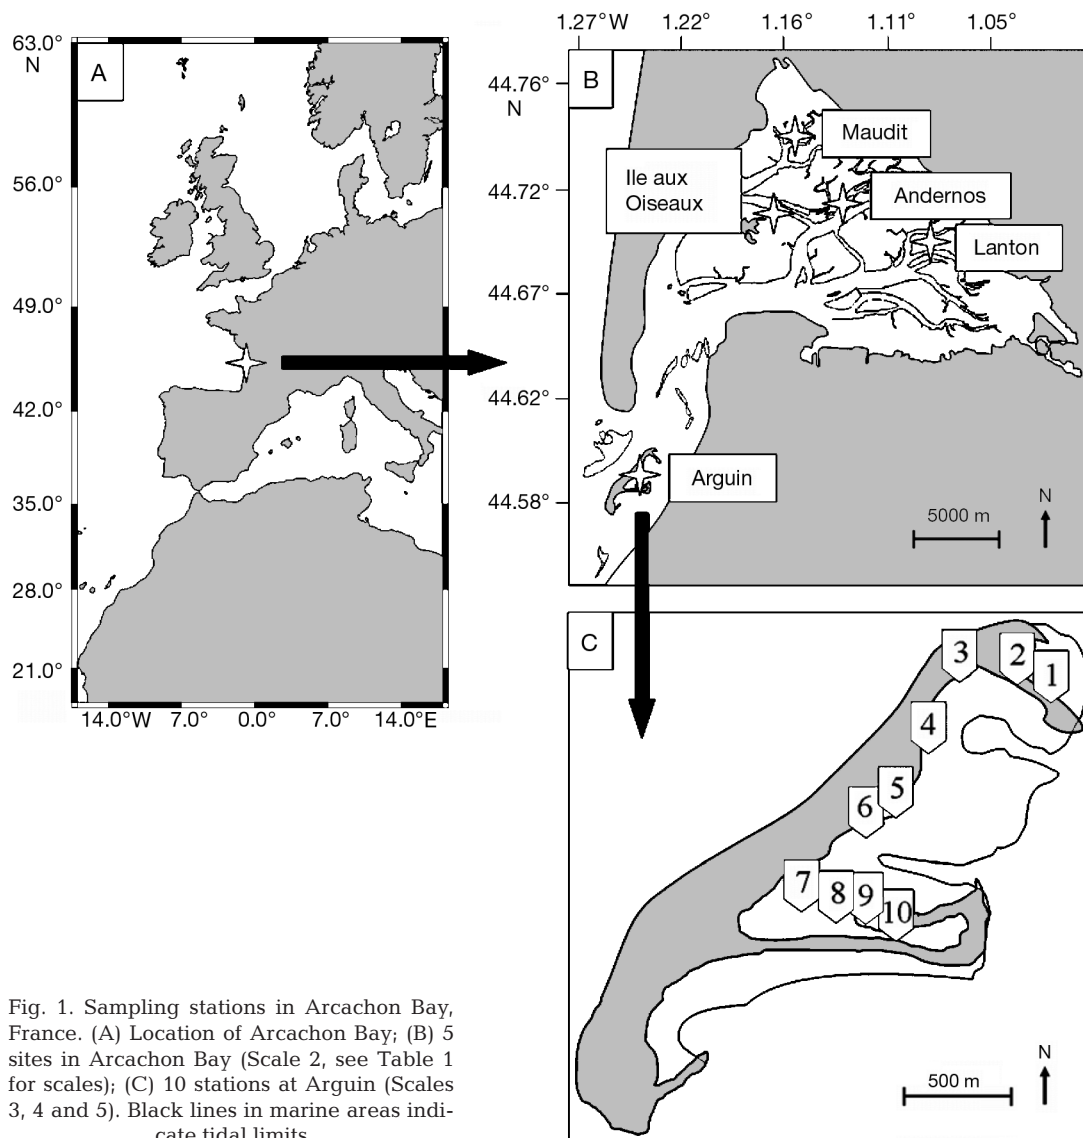 63.0°
N
56.0°
49.0°
42.0°
35.0°
28.0°
21.0°
14.0°W 7.0° 0.0° 7.0° 14.0°E
A
1.27°W 1.22° 1.16° 1.11° 1.05°
44.76°
N
44.72°
44.67°
44.62°
44.58°
B
Maudit
Ile aux
Oiseaux
Andernos
Lanton
Arguin
5000 m
N
C
1
2
3
4
5
6
7
8
9
10
500 m
N
Fig. 1. Sampling stations in Arcachon Bay,
France. (A) Location of Arcachon Bay; (B) 5
sites in Arcachon Bay (Scale 2, see Table 1
for scales); (C) 10 stations at Arguin (Scales
3, 4 and 5). Black lines in marine areas indi-
cate tidal limits